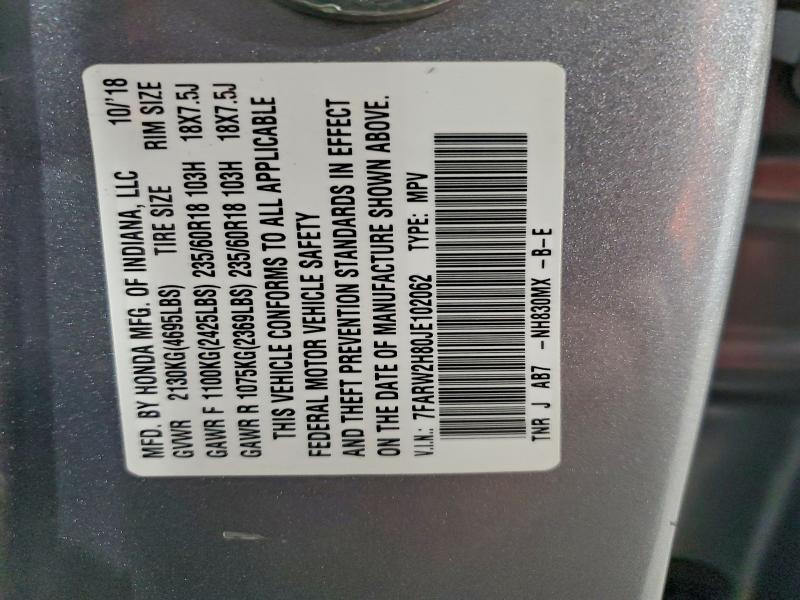 MFD. BY HONDA MFG. OF INDIANA, LLC 10/'18
GVWR 2130KG(4695LBS) TIRE SIZE RIM SIZE
GAWR F 1100KG(2425LBS) 235/60R18 103H 18X7.5J
GAWR R 1075KG(2369LBS) 235/60R18 103H 18X7.5J
THIS VEHICLE CONFORMS TO ALL APPLICABLE
FEDERAL MOTOR VEHICLE SAFETY
AND THEFT PREVENTION STANDARDS IN EFFECT
ON THE DATE OF MANUFACTURE SHOWN ABOVE.
V.I.N.: 7FARW2H80JE102062 TYPE: MPV
TNR J AB7 -NH830MX -B-E